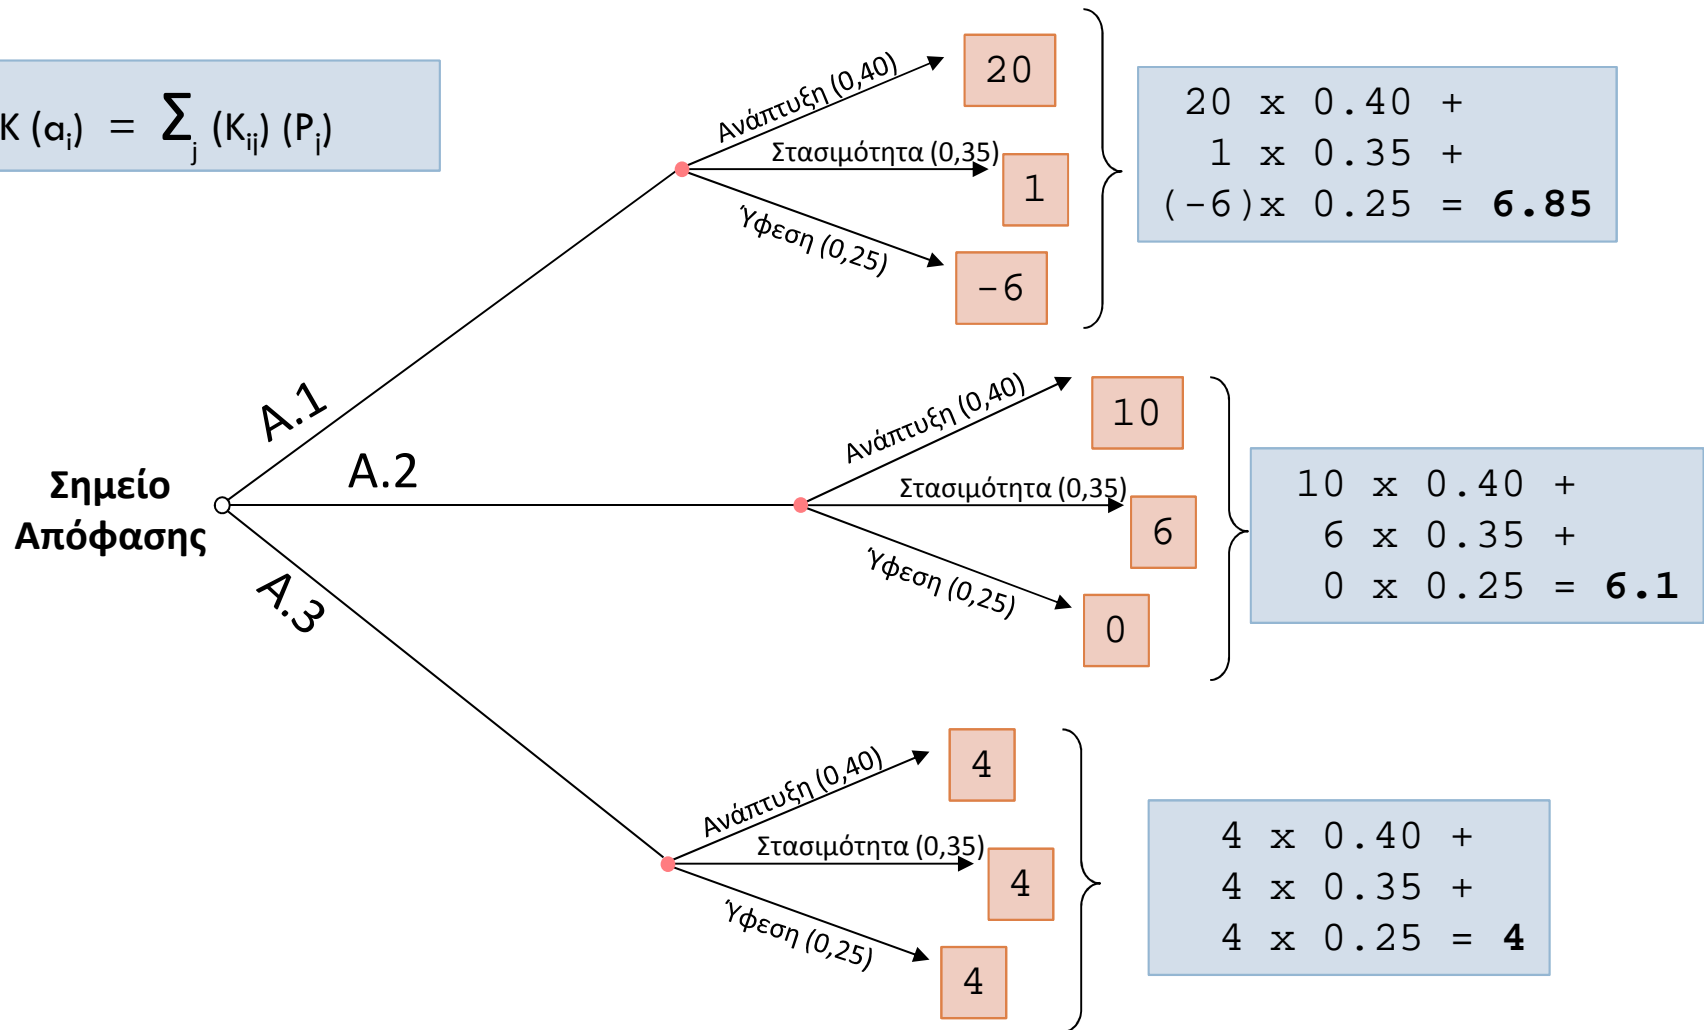 Κ (αᵢ) = Σⱼ (Κᵢⱼ) (Pⱼ)
Σημείο
Απόφασης
Α.1
Α.2
Α.3
Ανάπτυξη (0,40)
20
Στασιμότητα (0,35)
1
Ύφεση (0,25)
-6
20 x 0.40 +
1 x 0.35 +
(-6)x 0.25 = 6.85
Ανάπτυξη (0,40)
10
Στασιμότητα (0,35)
6
Ύφεση (0,25)
0
10 x 0.40 +
6 x 0.35 +
0 x 0.25 = 6.1
Ανάπτυξη (0,40)
4
Στασιμότητα (0,35)
4
Ύφεση (0,25)
4
4 x 0.40 +
4 x 0.35 +
4 x 0.25 = 4